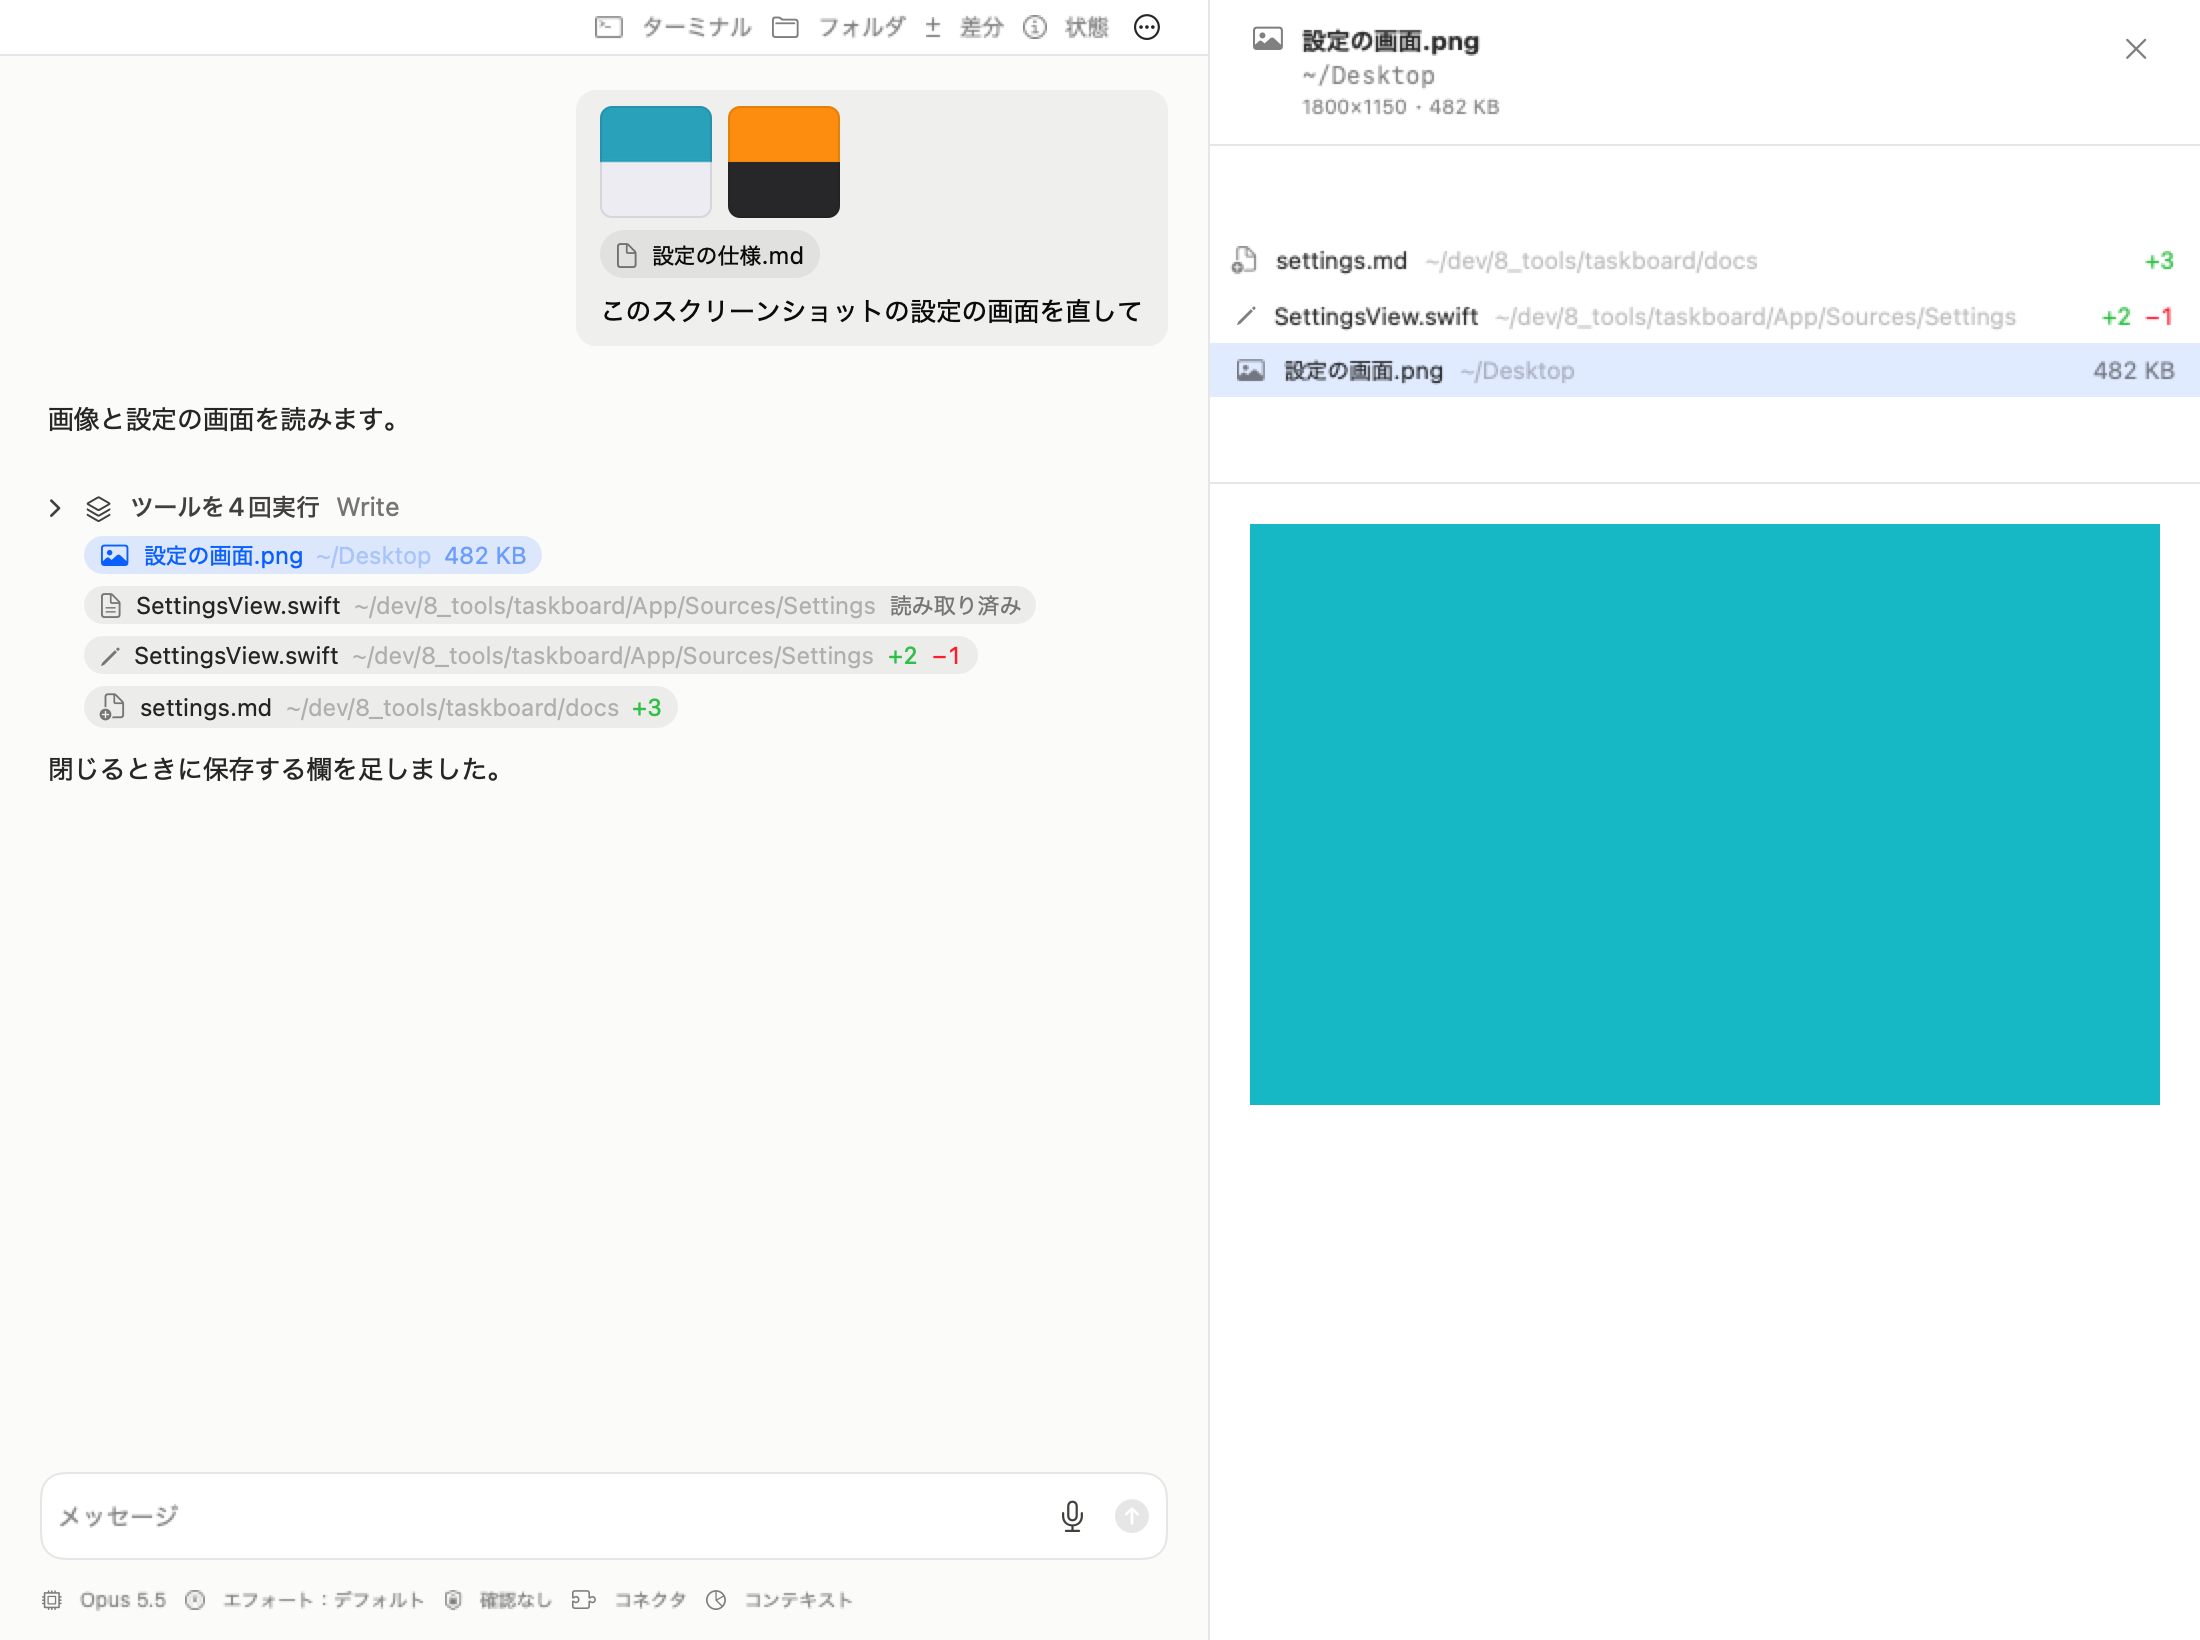 ターミナル フォルダ 差分 状態
設定の仕様.md
このスクリーンショットの設定の画面を直して
画像と設定の画面を読みます。
ツールを4回実行 Write
設定の画面.png ~/Desktop 482 KB
SettingsView.swift ~/dev/8_tools/taskboard/App/Sources/Settings 読み取り済み
SettingsView.swift ~/dev/8_tools/taskboard/App/Sources/Settings +2 −1
settings.md ~/dev/8_tools/taskboard/docs +3
閉じるときに保存する欄を足しました。
メッセージ
Opus 5.5 エフォート：デフォルト 確認なし コネクタ コンテキスト
設定の画面.png
~/Desktop
1800×1150・482 KB
settings.md ~/dev/8_tools/taskboard/docs +3
SettingsView.swift ~/dev/8_tools/taskboard/App/Sources/Settings +2 −1
設定の画面.png ~/Desktop 482 KB